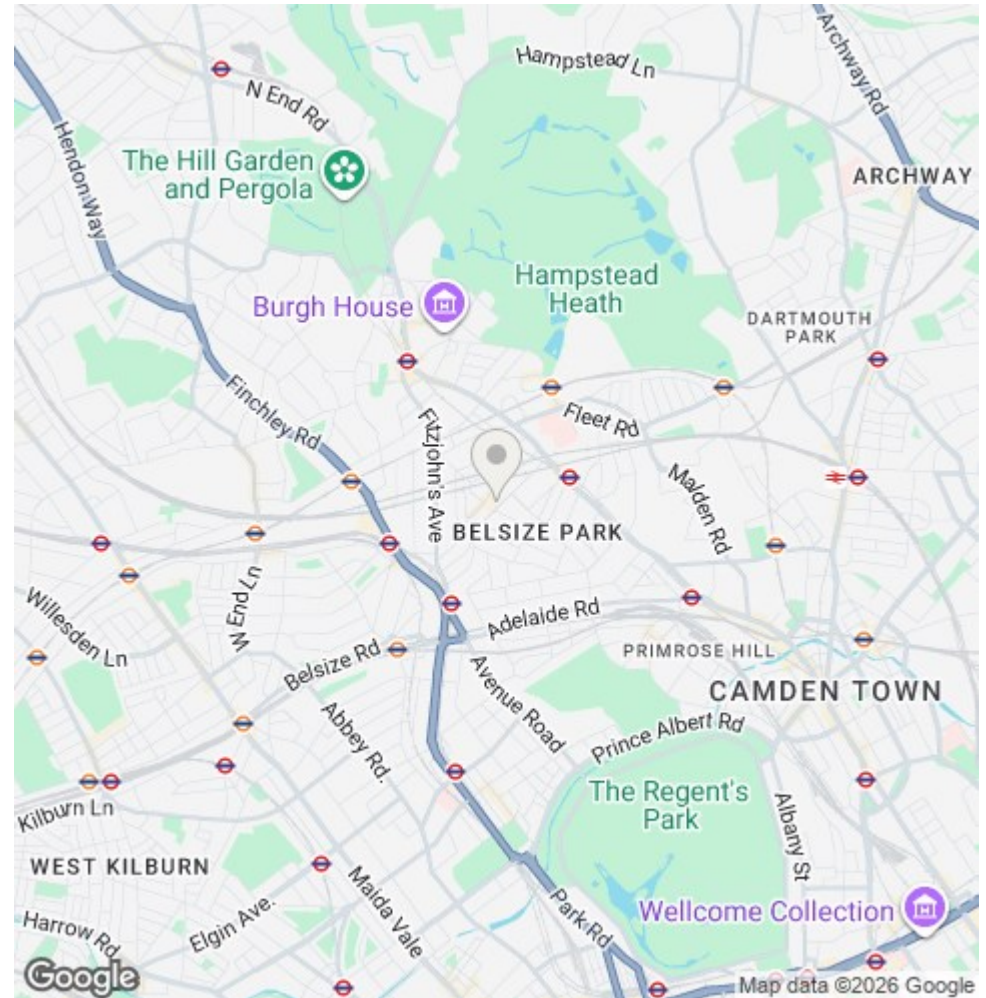 Hampstead Ln
Archway Rd
N End Rd
Hendon Way
The Hill Garden
and Pergola
ARCHWAY
Hampstead
Heath
Burgh House
DARTMOUTH
PARK
Finchley Rd
Fitzjohn's Ave
Fleet Rd
Malden Rd
BELSIZE PARK
W End Ln
Willesden Ln
Adelaide Rd
Belsize Rd
PRIMROSE HILL
Avenue Road
CAMDEN TOWN
Abbey Rd.
Prince Albert Rd
The Regent's
Park
Albany St
Kilburn Ln
WEST KILBURN
Maida Vale
Elgin Ave.
Harrow Rd
Park Rd
Wellcome Collection
Google
Map data ©2026 Google